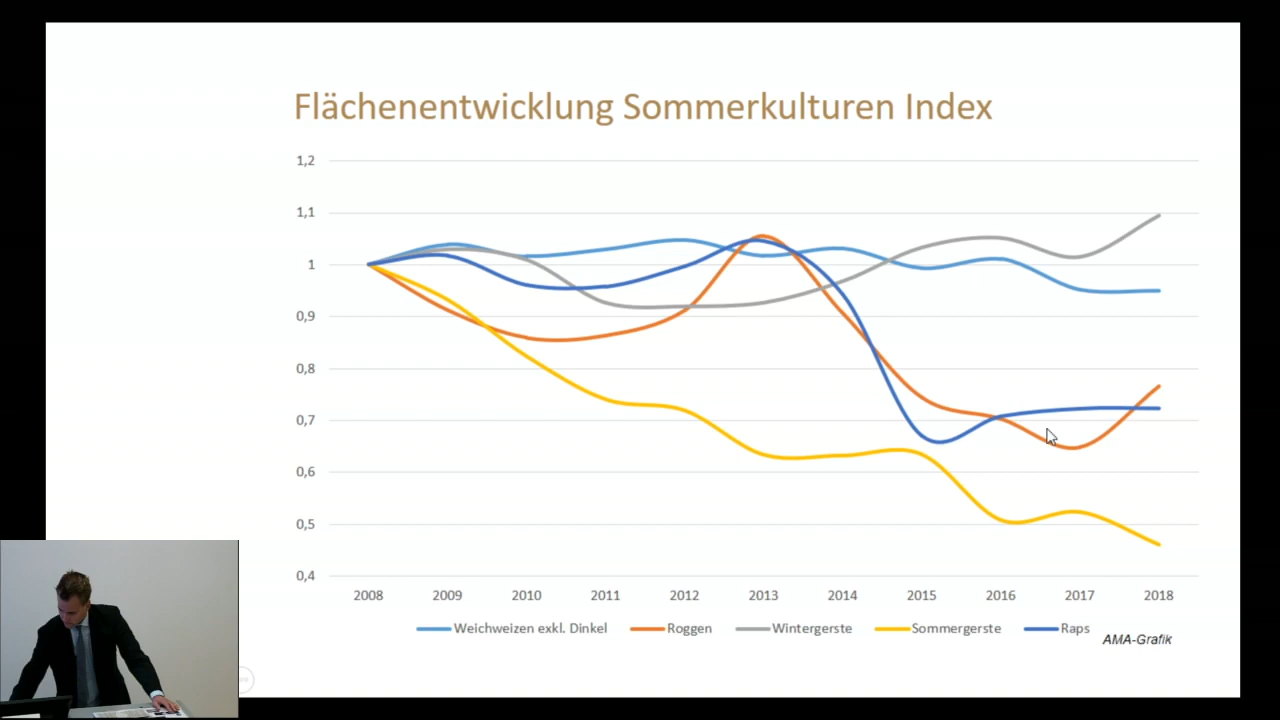 Flächenentwicklung Sommerkulturen Index
1,2
1,1
1
0,9
0,8
0,7
0,6
0,5
0,4
2008 2009 2010 2011 2012 2013 2014 2015 2016 2017 2018
Weichweizen exkl. Dinkel Roggen Wintergerste Sommergerste Raps
AMA-Grafik